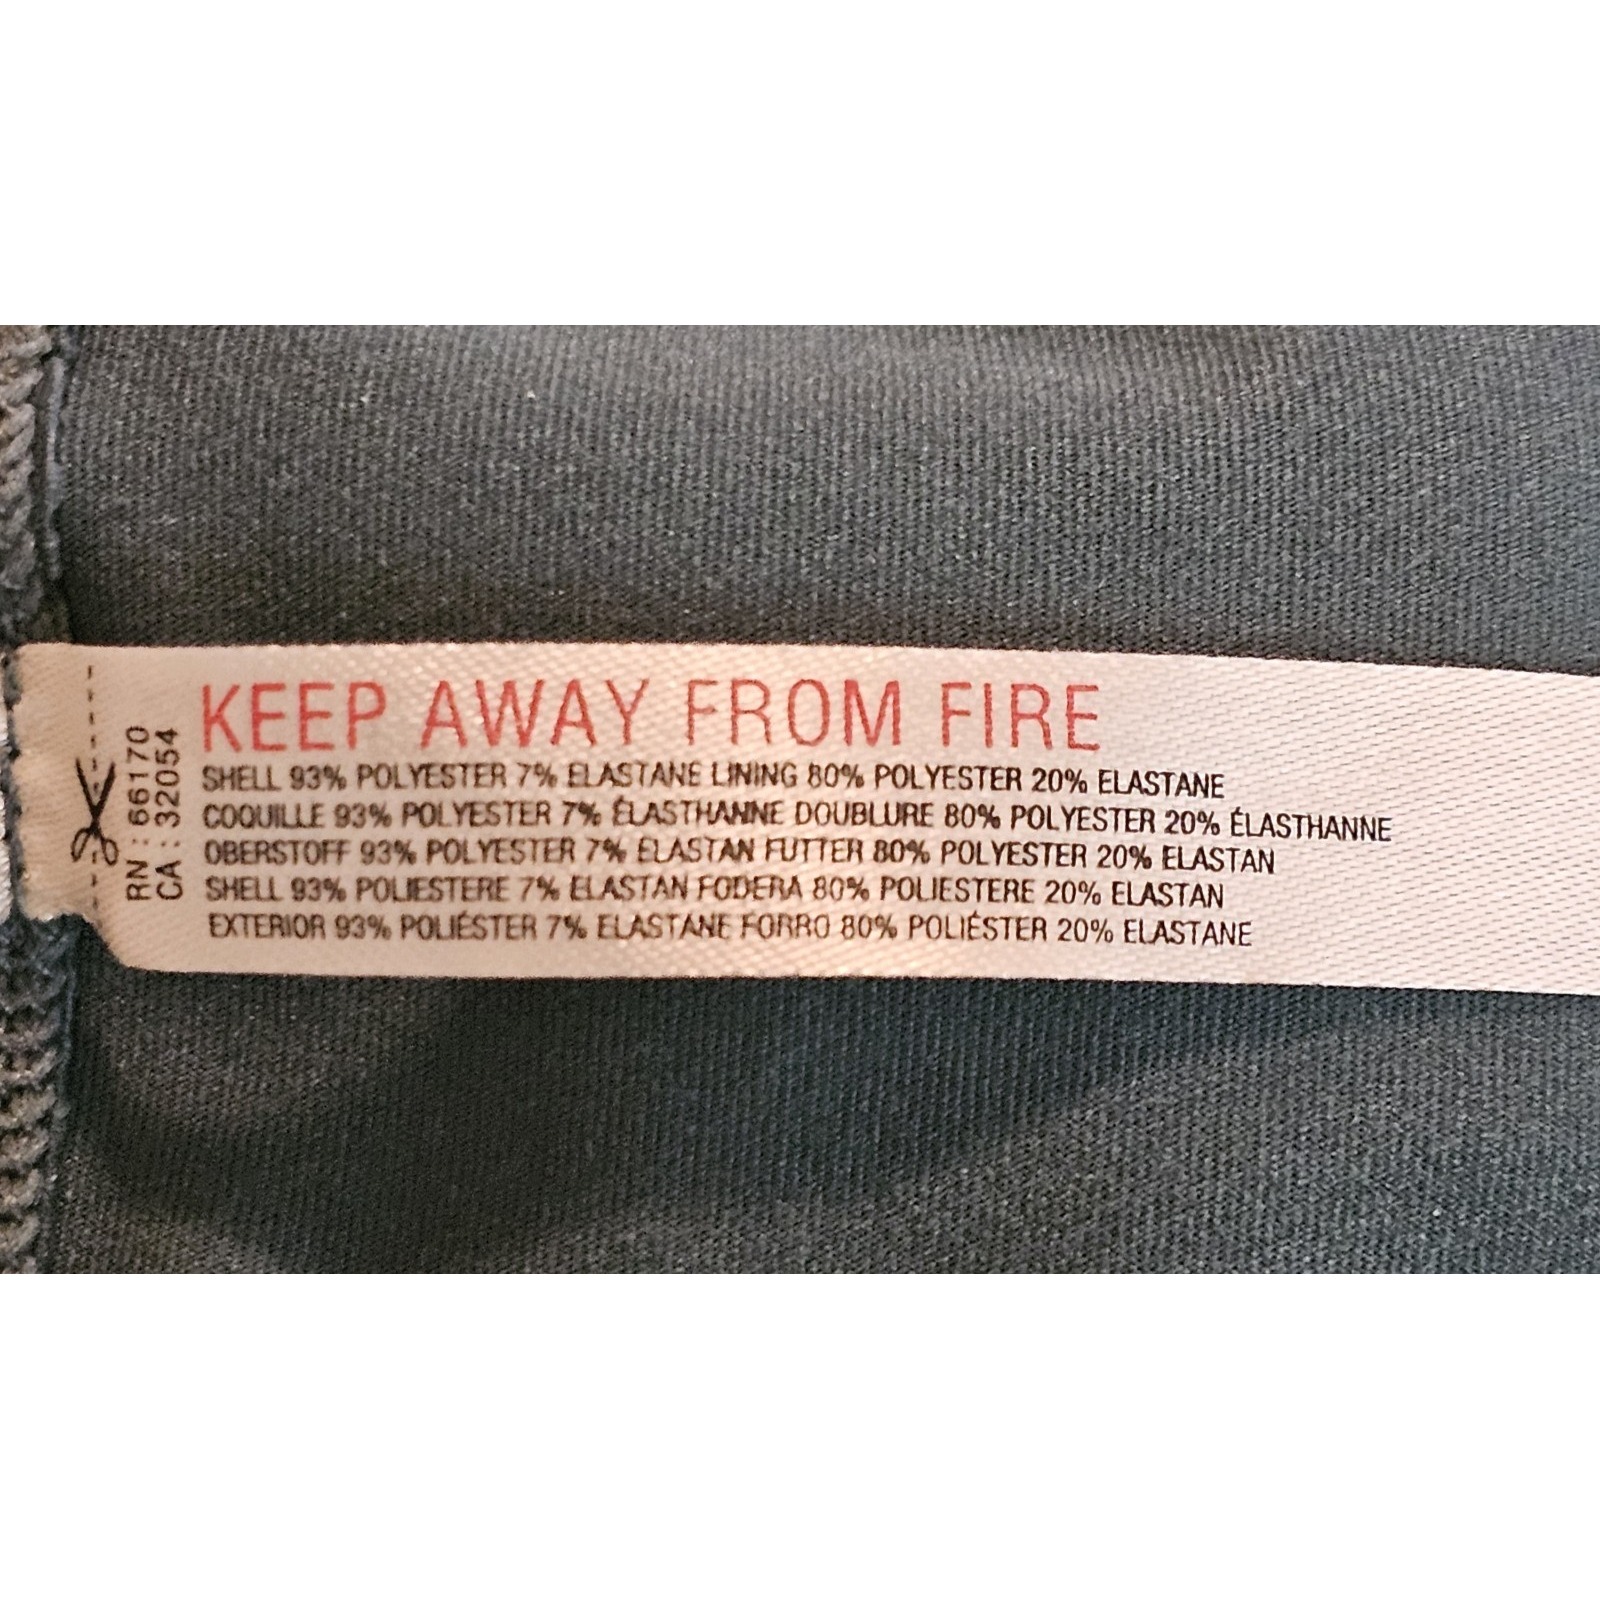 RN : 66170
CA : 32054
KEEP AWAY FROM FIRE
SHELL 93% POLYESTER 7% ELASTANE LINING 80% POLYESTER 20% ELASTANE
COQUILLE 93% POLYESTER 7% ÉLASTHANNE DOUBLURE 80% POLYESTER 20% ÉLASTHANNE
OBERSTOFF 93% POLYESTER 7% ELASTAN FUTTER 80% POLYESTER 20% ELASTAN
SHELL 93% POLIESTERE 7% ELASTAN FODERA 80% POLIESTERE 20% ELASTAN
EXTERIOR 93% POLIÉSTER 7% ELASTANE FORRO 80% POLIÉSTER 20% ELASTANE